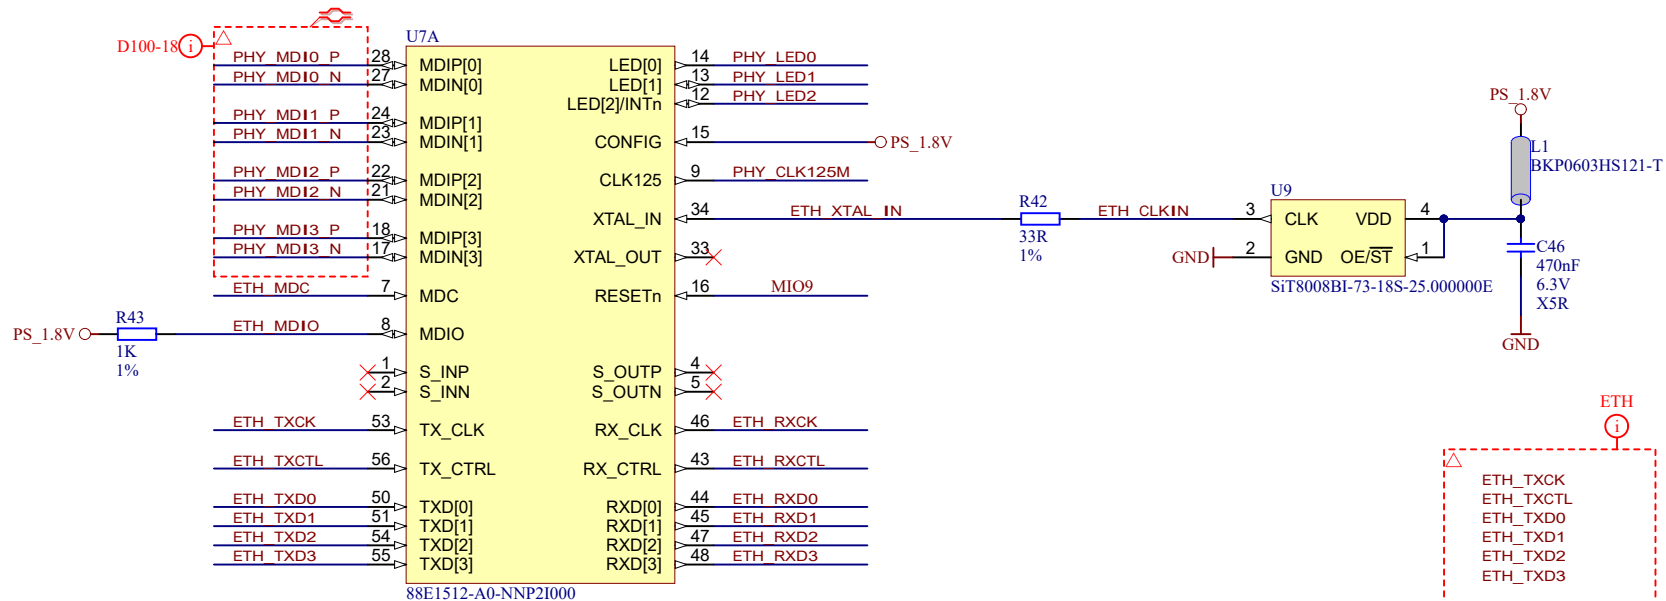 U7A
D100-18 i
PHY_MDI0_P 28 MDIP[0] LED[0] 14 PHY_LED0
PHY_MDI0_N 27 MDIN[0] LED[1] 13 PHY_LED1
LED[2]/INTn 12 PHY_LED2
PHY_MDI1_P 24 MDIP[1]
PHY_MDI1_N 23 MDIN[1] CONFIG 15 PS_1.8V
PHY_MDI2_P 22 MDIP[2] CLK125 9 PHY_CLK125M
PHY_MDI2_N 21 MDIN[2]
XTAL_IN 34 ETH_XTAL_IN R42 ETH_CLKIN
33R
1%
PHY_MDI3_P 18 MDIP[3]
PHY_MDI3_N 17 MDIN[3] XTAL_OUT 33
ETH_MDC 7 MDC RESETn 16 MIO9
PS_1.8V R43 ETH_MDIO 8 MDIO
1K
1%
1 S_INP S_OUTP 4
2 S_INN S_OUTN 5
ETH_TXCK 53 TX_CLK RX_CLK 46 ETH_RXCK
ETH_TXCTL 56 TX_CTRL RX_CTRL 43 ETH_RXCTL
ETH_TXD0 50 TXD[0] RXD[0] 44 ETH_RXD0
ETH_TXD1 51 TXD[1] RXD[1] 45 ETH_RXD1
ETH_TXD2 54 TXD[2] RXD[2] 47 ETH_RXD2
ETH_TXD3 55 TXD[3] RXD[3] 48 ETH_RXD3
88E1512-A0-NNP2I000
PS_1.8V
L1
BKP0603HS121-T
U9
3 CLK VDD 4
GND 2 GND OE/ST 1
SiT8008BI-73-18S-25.000000E
C46
470nF
6.3V
X5R
GND
ETH
i
ETH_TXCK
ETH_TXCTL
ETH_TXD0
ETH_TXD1
ETH_TXD2
ETH_TXD3